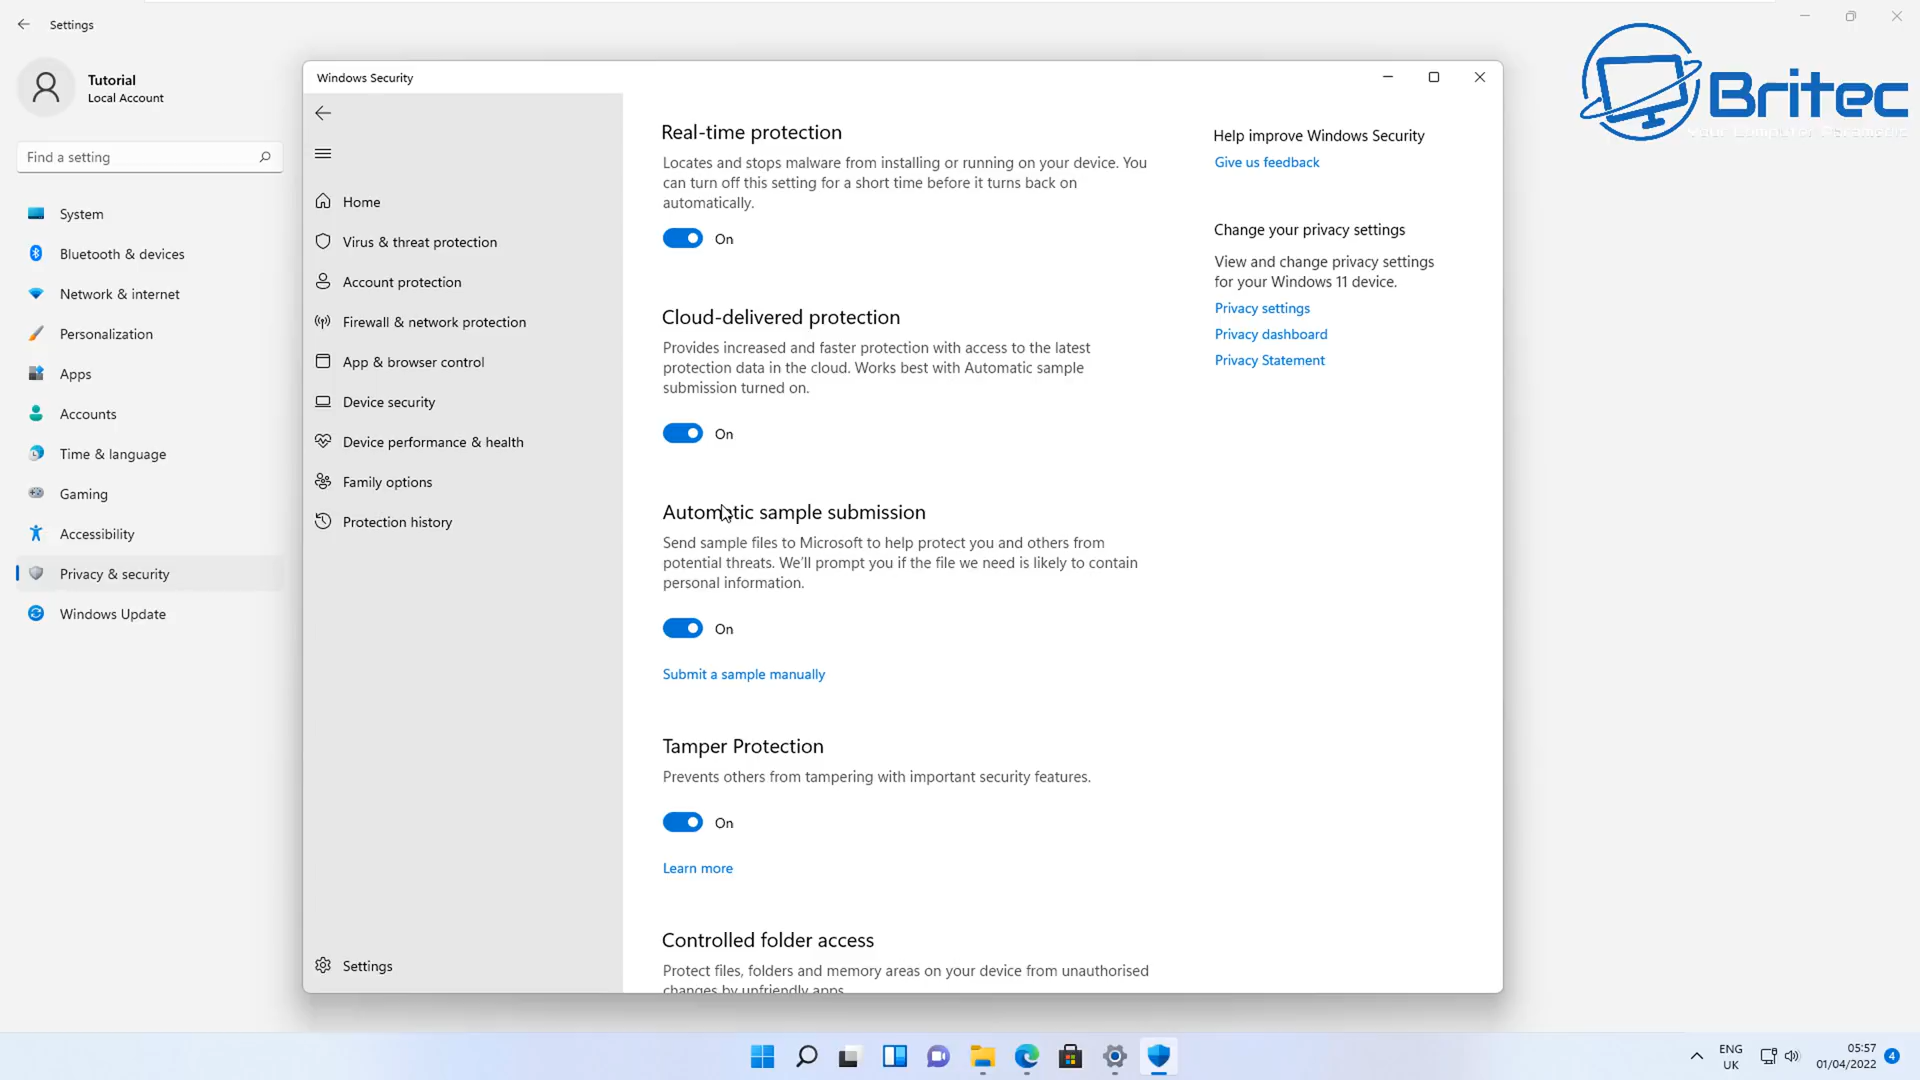 Settings
Tutorial
Local Account
Find a setting
System
Bluetooth & devices
Network & internet
Personalization
Apps
Accounts
Time & language
Gaming
Accessibility
Privacy & security
Windows Update
Windows Security
Home
Virus & threat protection
Account protection
Firewall & network protection
App & browser control
Device security
Device performance & health
Family options
Protection history
Settings
Real-time protection
Locates and stops malware from installing or running on your device. You
can turn off this setting for a short time before it turns back on
automatically.
On
Cloud-delivered protection
Provides increased and faster protection with access to the latest
protection data in the cloud. Works best with Automatic sample
submission turned on.
On
Automatic sample submission
Send sample files to Microsoft to help protect you and others from
potential threats. We'll prompt you if the file we need is likely to contain
personal information.
On
Submit a sample manually
Tamper Protection
Prevents others from tampering with important security features.
On
Learn more
Controlled folder access
Protect files, folders and memory areas on your device from unauthorised
changes by unfriendly apps.
Help improve Windows Security
Give us feedback
Change your privacy settings
View and change privacy settings
for your Windows 11 device.
Privacy settings
Privacy dashboard
Privacy Statement
Britec
ENG
UK
05:57
01/04/2022
4